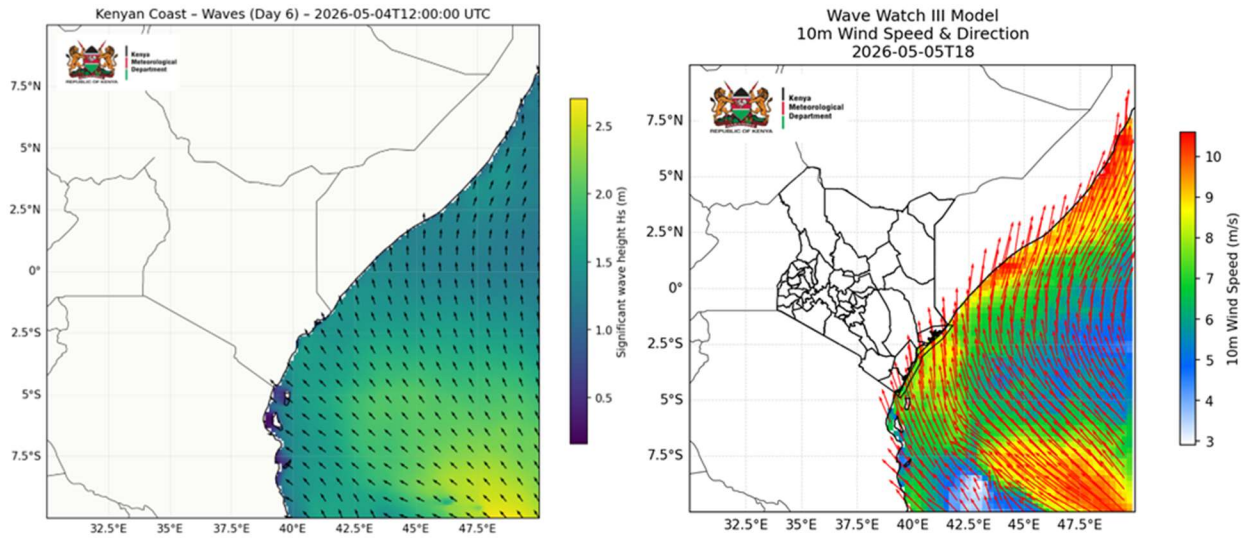 Kenyan Coast – Waves (Day 6) – 2026-05-04T12:00:00 UTC
Kenya
Meteorological
Department
REPUBLIC OF KENYA
7.5°N
5°N
2.5°N
0°
2.5°S
5°S
7.5°S
32.5°E 35°E 37.5°E 40°E 42.5°E 45°E 47.5°E
2.5
2.0
1.5
1.0
0.5
Significant wave height Hs (m)
Wave Watch III Model
10m Wind Speed & Direction
2026-05-05T18
Kenya
Meteorological
Department
REPUBLIC OF KENYA
7.5°N
5°N
2.5°N
0°
2.5°S
5°S
7.5°S
32.5°E 35°E 37.5°E 40°E 42.5°E 45°E 47.5°E
10
9
8
7
6
5
4
3
10m Wind Speed (m/s)